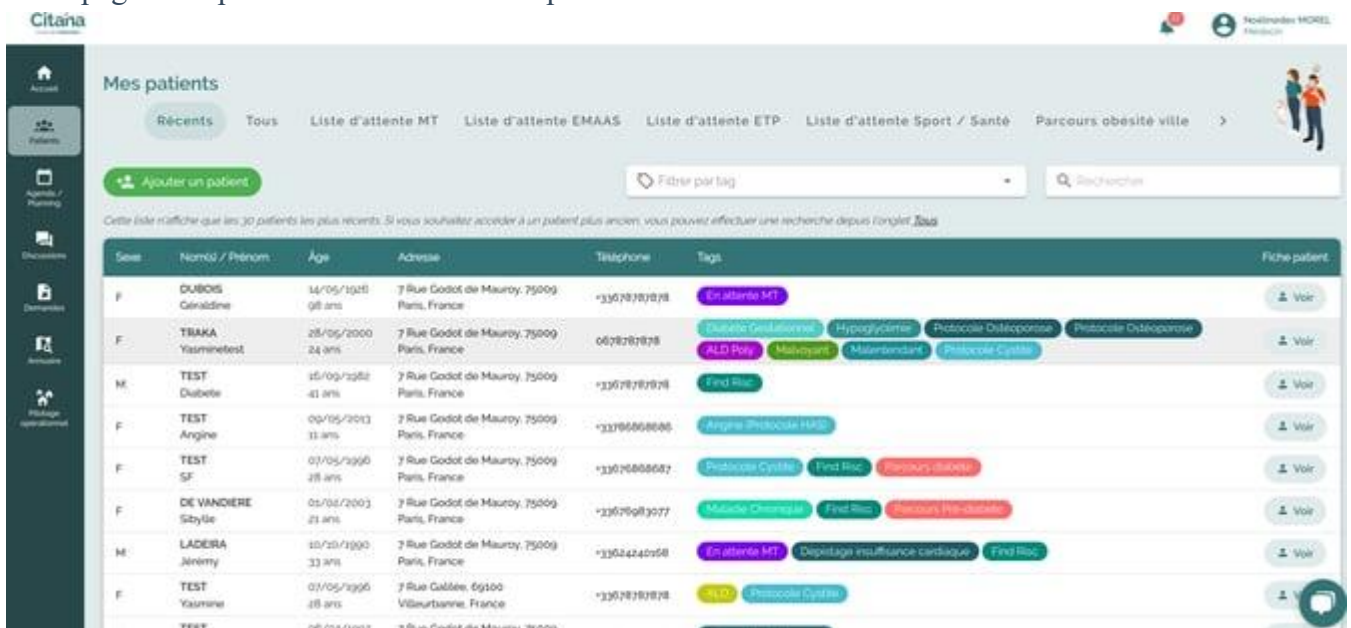 Citana
Noëlmedev MOREL
Médecin
Accueil
Patients
Agenda /
Planning
Discussions
Demandes
Annuaire
Pilotage
opérationnel
Mes patients
Récents Tous Liste d'attente MT Liste d'attente EMAAS Liste d'attente ETP Liste d'attente Sport / Santé Parcours obesité ville
Ajouter un patient Filtrer par tag Rechercher
Cette liste n'affiche que les 30 patients les plus récents. Si vous souhaitez accéder à un patient plus ancien, vous pouvez effectuer une recherche depuis l'onglet Tous
Sexe Nom(s) / Prénom Âge Adresse Téléphone Tags Fiche patient
F DUBOIS 14/05/1926 7 Rue Godot de Mauroy, 75009 +33678787878 En attente MT Voir
Géraldine 98 ans Paris, France
F TRAKA 28/05/2000 7 Rue Godot de Mauroy, 75009 0678787878 Diabète Gestationnel Hypoglycémie Protocole Ostéoporose Protocole Ostéoporose Voir
Yasminetest 24 ans Paris, France ALD Poly Malvoyant Malentendant Protocole Cystite
M TEST 16/09/1982 7 Rue Godot de Mauroy, 75009 +33678787878 Find Risc Voir
Diabete 41 ans Paris, France
F TEST 09/05/2013 7 Rue Godot de Mauroy, 75009 +33786868686 Angine (Protocole HAS) Voir
Angine 11 ans Paris, France
F TEST 07/05/1996 7 Rue Godot de Mauroy, 75009 +33676868687 Protocole Cystite Find Risc Parcours diabète Voir
SF 28 ans Paris, France
F DE VANDIERE 01/02/2003 7 Rue Godot de Mauroy, 75009 +33676983077 Maladie Chronique Find Risc Parcours Pré-diabète Voir
Sibylle 21 ans Paris, France
M LADEIRA 10/10/1990 7 Rue Godot de Mauroy, 75009 +33624240168 En attente MT Dépistage insuffisance cardiaque Find Risc Voir
Jérémy 33 ans Paris, France
F TEST 07/05/1996 7 Rue Galilée, 69100 +33678787878 ALD Protocole Cystite
Yasmine 28 ans Villeurbanne, France